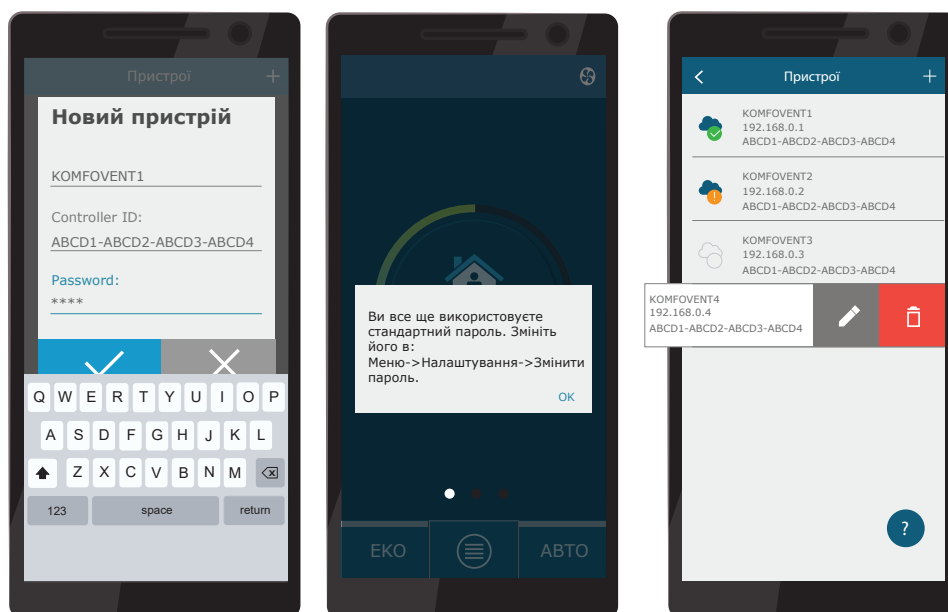 Пристрої +
Новий пристрій
KOMFOVENT1
Controller ID:
ABCD1-ABCD2-ABCD3-ABCD4
Password:
****
Q W E R T Y U I O P
A S D F G H J K L
Z X C V B N M
123 space return
Ви все ще використовуєте
стандартний пароль. Змініть
його в:
Меню->Налаштування->Змінити
пароль.
OK
ЕКО АВТО
Пристрої +
KOMFOVENT1
192.168.0.1
ABCD1-ABCD2-ABCD3-ABCD4
KOMFOVENT2
192.168.0.2
ABCD1-ABCD2-ABCD3-ABCD4
KOMFOVENT3
192.168.0.3
ABCD1-ABCD2-ABCD3-ABCD4
KOMFOVENT4
192.168.0.4
ABCD1-ABCD2-ABCD3-ABCD4
?